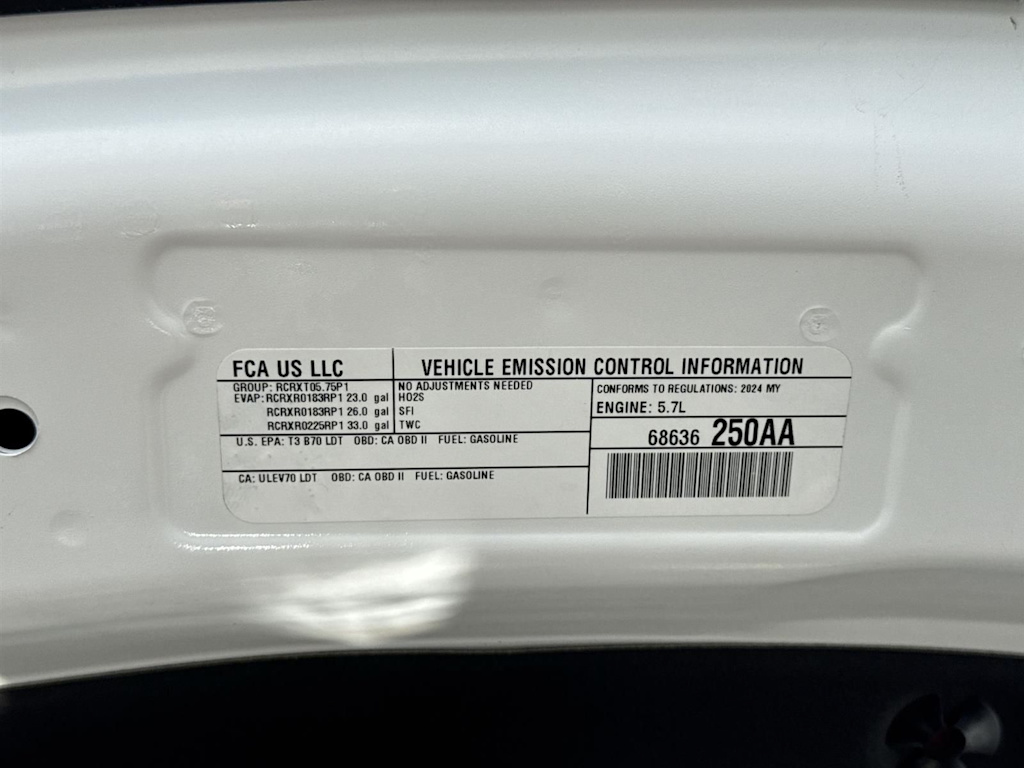 FCA US LLC
VEHICLE EMISSION CONTROL INFORMATION
GROUP: RCRXT05.75P1
EVAP: RCRXR0183RP1 23.0 gal
RCRXR0183RP1 26.0 gal
RCRXR0225RP1 33.0 gal
NO ADJUSTMENTS NEEDED
HO2S
SFI
TWC
U.S. EPA: T3 B70 LDT OBD: CA OBD II FUEL: GASOLINE
CA: ULEV70 LDT OBD: CA OBD II FUEL: GASOLINE
CONFORMS TO REGULATIONS: 2024 MY
ENGINE: 5.7L
68636 250AA